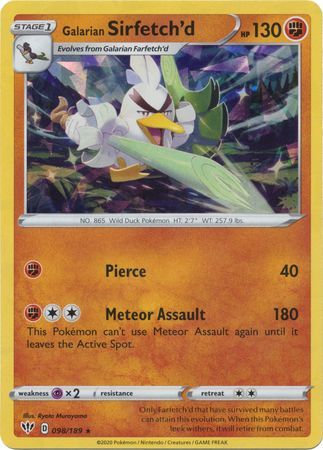 STAGE 1
Galarian Sirfetch'd
HP 130
Evolves from Galarian Farfetch'd
NO. 865 Wild Duck Pokémon HT: 2'7" WT: 257.9 lbs.
Pierce 40
Meteor Assault 180
This Pokémon can't use Meteor Assault again until it
leaves the Active Spot.
weakness ×2 resistance retreat
Illus. Ryota Murayama
D 098/189 ★
Only Farfetch'd that have survived many battles
can attain this evolution. When this Pokémon's
leek withers, it will retire from combat.
©2020 Pokémon / Nintendo / Creatures / GAME FREAK